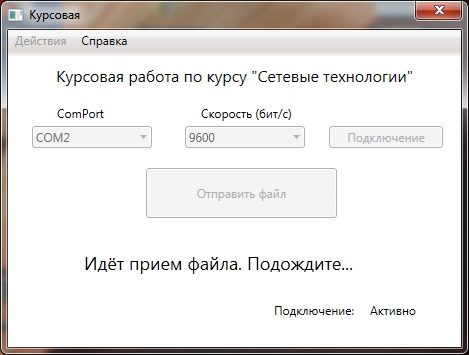 Курсовая
Действия Справка
Курсовая работа по курсу "Сетевые технологии"
ComPort Скорость (бит/с)
COM2 9600 Подключение
Отправить файл
Идёт прием файла. Подождите...
Подключение: Активно